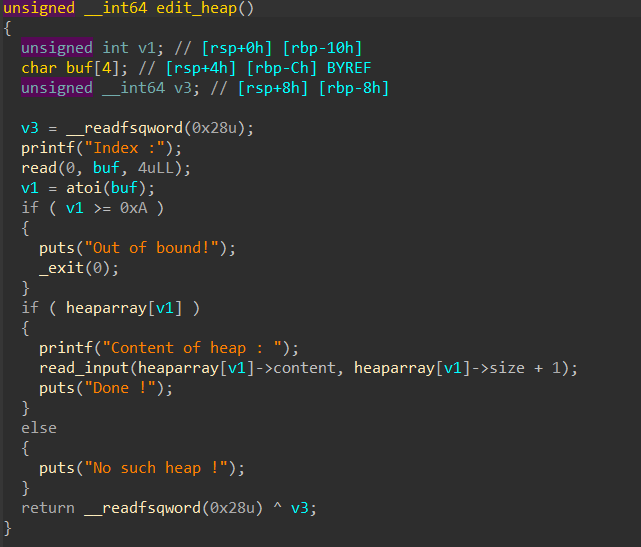 unsigned __int64 edit_heap()
{
  unsigned int v1; // [rsp+0h] [rbp-10h]
  char buf[4]; // [rsp+4h] [rbp-Ch] BYREF
  unsigned __int64 v3; // [rsp+8h] [rbp-8h]

  v3 = __readfsqword(0x28u);
  printf("Index :");
  read(0, buf, 4uLL);
  v1 = atoi(buf);
  if ( v1 >= 0xA )
  {
    puts("Out of bound!");
    _exit(0);
  }
  if ( heaparray[v1] )
  {
    printf("Content of heap : ");
    read_input(heaparray[v1]->content, heaparray[v1]->size + 1);
    puts("Done !");
  }
  else
  {
    puts("No such heap !");
  }
  return __readfsqword(0x28u) ^ v3;
}